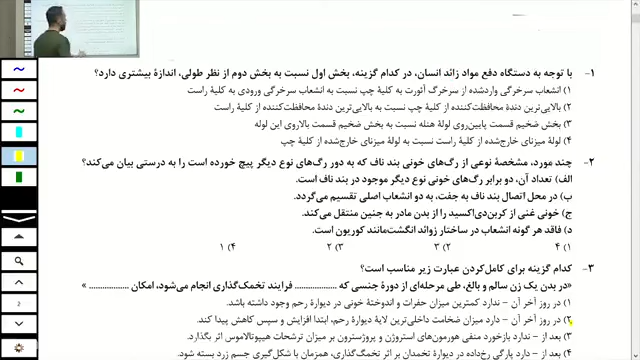 ۱- با توجه به دستگاه دفع مواد زائد انسان، در کدام گزینه، بخش اول نسبت به بخش دوم از نظر طولی، اندازهٔ بیشتری دارد؟
۱) انشعاب سرخرگی واردشده از سرخرگ آئورت به کلیهٔ چپ نسبت به انشعاب سرخرگی ورودی به کلیهٔ راست
۲) بالایی‌ترین دندهٔ محافظت‌کننده از کلیهٔ چپ نسبت به بالایی‌ترین دندهٔ محافظت‌کننده از کلیهٔ راست
۳) بخش ضخیم قسمت پایین‌روی لولهٔ هنله نسبت به بخش ضخیم قسمت بالاروی این لوله
۴) لولهٔ میزنای خارج‌شده از کلیهٔ راست نسبت به لولهٔ میزنای خارج‌شده از کلیهٔ چپ
۲- چند مورد، مشخصهٔ نوعی از رگ‌های خونی بند ناف که به دور رگ‌های نوع دیگر پیچ خورده است را به درستی بیان می‌کند؟
الف) تعداد آن، دو برابر رگ‌های خونی نوع دیگر موجود در بند ناف است.
ب) در محل اتصال بند ناف به جفت، به دو انشعاب اصلی تقسیم می‌گردد.
ج) خونی غنی از کربن‌دی‌اکسید را از بدن مادر به جنین منتقل می‌کند.
د) فاقد هر گونه انشعاب در ساختار زوائد انگشت‌مانند کوریون است.
۱) ۴ ۲) ۳ ۳) ۲ ۴) ۱
۳- کدام گزینه برای کامل‌کردن عبارت زیر مناسب است؟
«در بدن یک زن سالم و بالغ، طی مرحله‌ای از دورهٔ جنسی که .................. فرایند تخمک‌گذاری انجام می‌شود، امکان .................. »
۱) در روز آخر آن - ندارد کمترین میزان حفرات و اندوختهٔ خونی در دیوارهٔ رحم وجود داشته باشد.
۲) در روز آخر آن - دارد میزان ضخامت داخلی‌ترین لایهٔ دیوارهٔ رحم، ابتدا افزایش و سپس کاهش پیدا کند.
۳) بعد از - ندارد بازخورد منفی هورمون‌های استروژن و پروژسترون بر میزان ترشحات هیپوتالاموس اثر بگذارد.
۴) بعد از - دارد پارگی رخ‌داده در دیوارهٔ تخمدان بر اثر تخمک‌گذاری، همزمان با شکل‌گیری جسم زرد بسته شود.